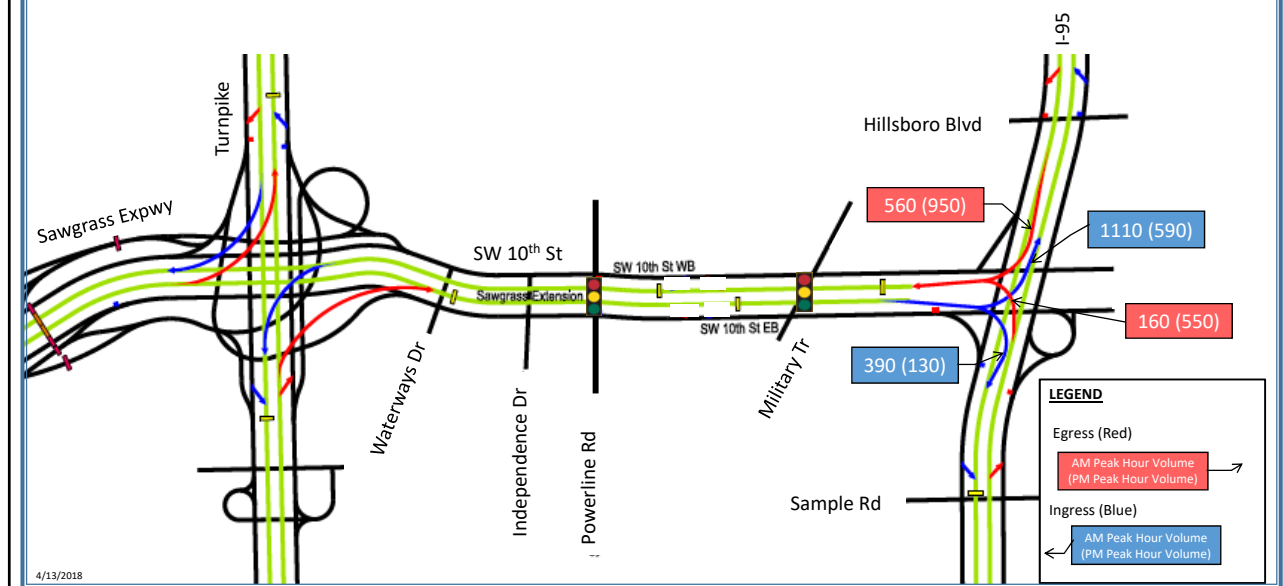 I-95
Turnpike
Hillsboro Blvd
560 (950)
Sawgrass Expwy
1110 (590)
SW 10th St
SW 10th St WB
Sawgrass Extension
SW 10th St EB
160 (550)
390 (130)
Waterways Dr
Independence Dr
Powerline Rd
Military Tr
Sample Rd
LEGEND
Egress (Red)
AM Peak Hour Volume
(PM Peak Hour Volume)
Ingress (Blue)
AM Peak Hour Volume
(PM Peak Hour Volume)
4/13/2018